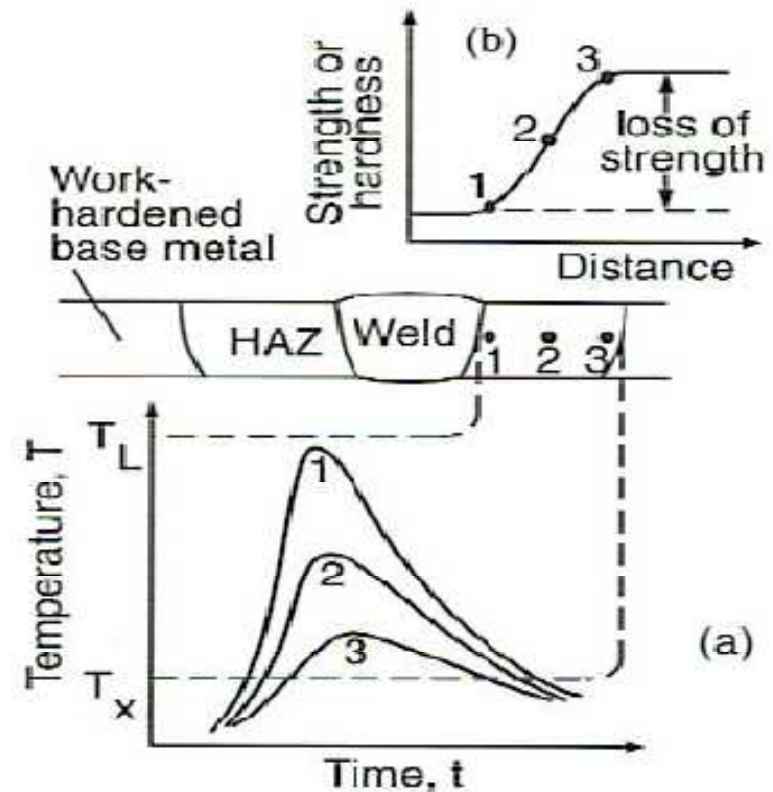 (b)
Strength or
hardness
1
2
3
loss of
strength
Distance
Work-
hardened
base metal
HAZ
Weld
1
2
3
Temperature, T
T_L
T_x
1
2
3
(a)
Time, t